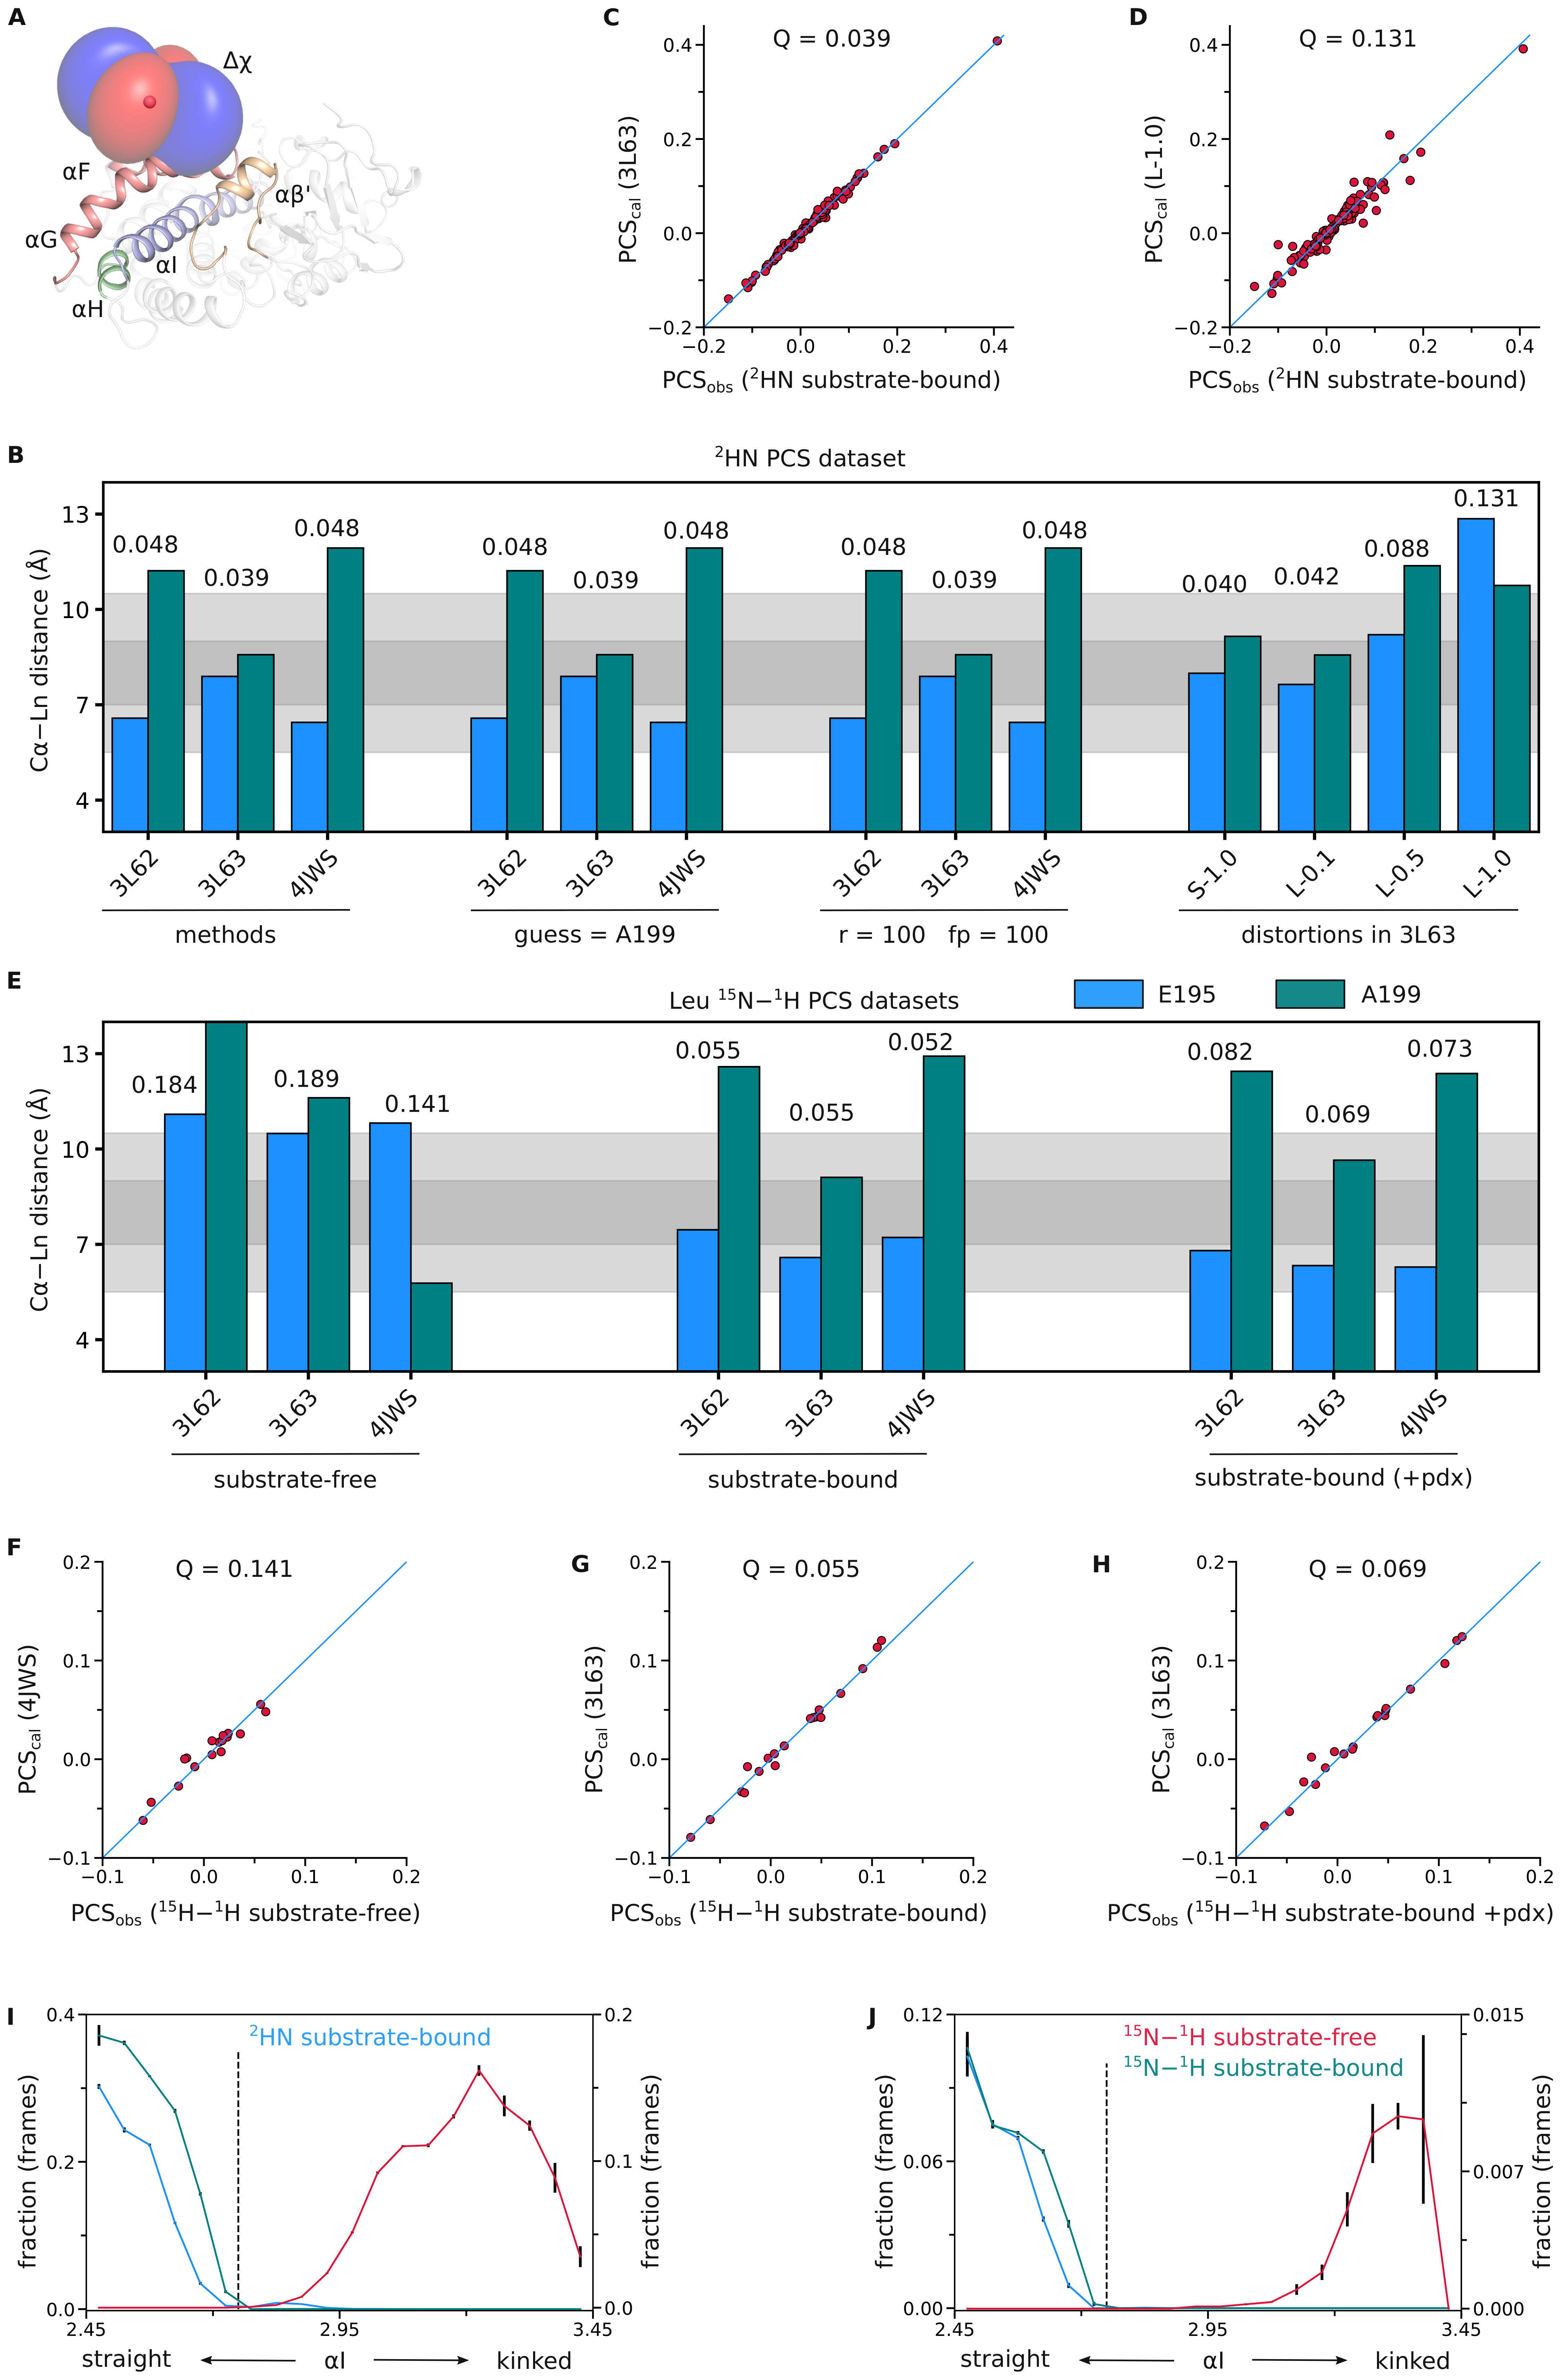 A
Δχ
αF
αβ'
αG
αI
αH
C
Q = 0.039
PCScal (3L63)
0.4
0.2
0.0
−0.2
−0.2 0.0 0.2 0.4
PCSobs (²HN substrate-bound)
D
Q = 0.131
PCScal (L-1.0)
0.4
0.2
0.0
−0.2
−0.2 0.0 0.2 0.4
PCSobs (²HN substrate-bound)
B
²HN PCS dataset
Cα−Ln distance (Å)
13
10
7
4
0.048 0.039 0.048 0.048 0.039 0.048 0.048 0.039 0.048 0.040 0.042 0.088 0.131
3L62 3L63 4JWS 3L62 3L63 4JWS 3L62 3L63 4JWS S-1.0 L-0.1 L-0.5 L-1.0
methods guess = A199 r = 100 fp = 100 distortions in 3L63
E
Leu ¹⁵N−¹H PCS datasets
E195 A199
Cα−Ln distance (Å)
13
10
7
4
0.184 0.189 0.141 0.055 0.055 0.052 0.082 0.069 0.073
3L62 3L63 4JWS 3L62 3L63 4JWS 3L62 3L63 4JWS
substrate-free substrate-bound substrate-bound (+pdx)
F
Q = 0.141
PCScal (4JWS)
0.2
0.1
0.0
−0.1
−0.1 0.0 0.1 0.2
PCSobs (¹⁵H−¹H substrate-free)
G
Q = 0.055
PCScal (3L63)
0.2
0.1
0.0
−0.1
−0.1 0.0 0.1 0.2
PCSobs (¹⁵H−¹H substrate-bound)
H
Q = 0.069
PCScal (3L63)
0.2
0.1
0.0
−0.1
−0.1 0.0 0.1 0.2
PCSobs (¹⁵H−¹H substrate-bound +pdx)
I
²HN substrate-bound
fraction (frames)
0.4
0.2
0.0
0.2
0.1
0.0
fraction (frames)
2.45 2.95 3.45
straight ← αI → kinked
J
¹⁵N−¹H substrate-free
¹⁵N−¹H substrate-bound
fraction (frames)
0.12
0.06
0.00
0.015
0.007
0.000
fraction (frames)
2.45 2.95 3.45
straight ← αI → kinked